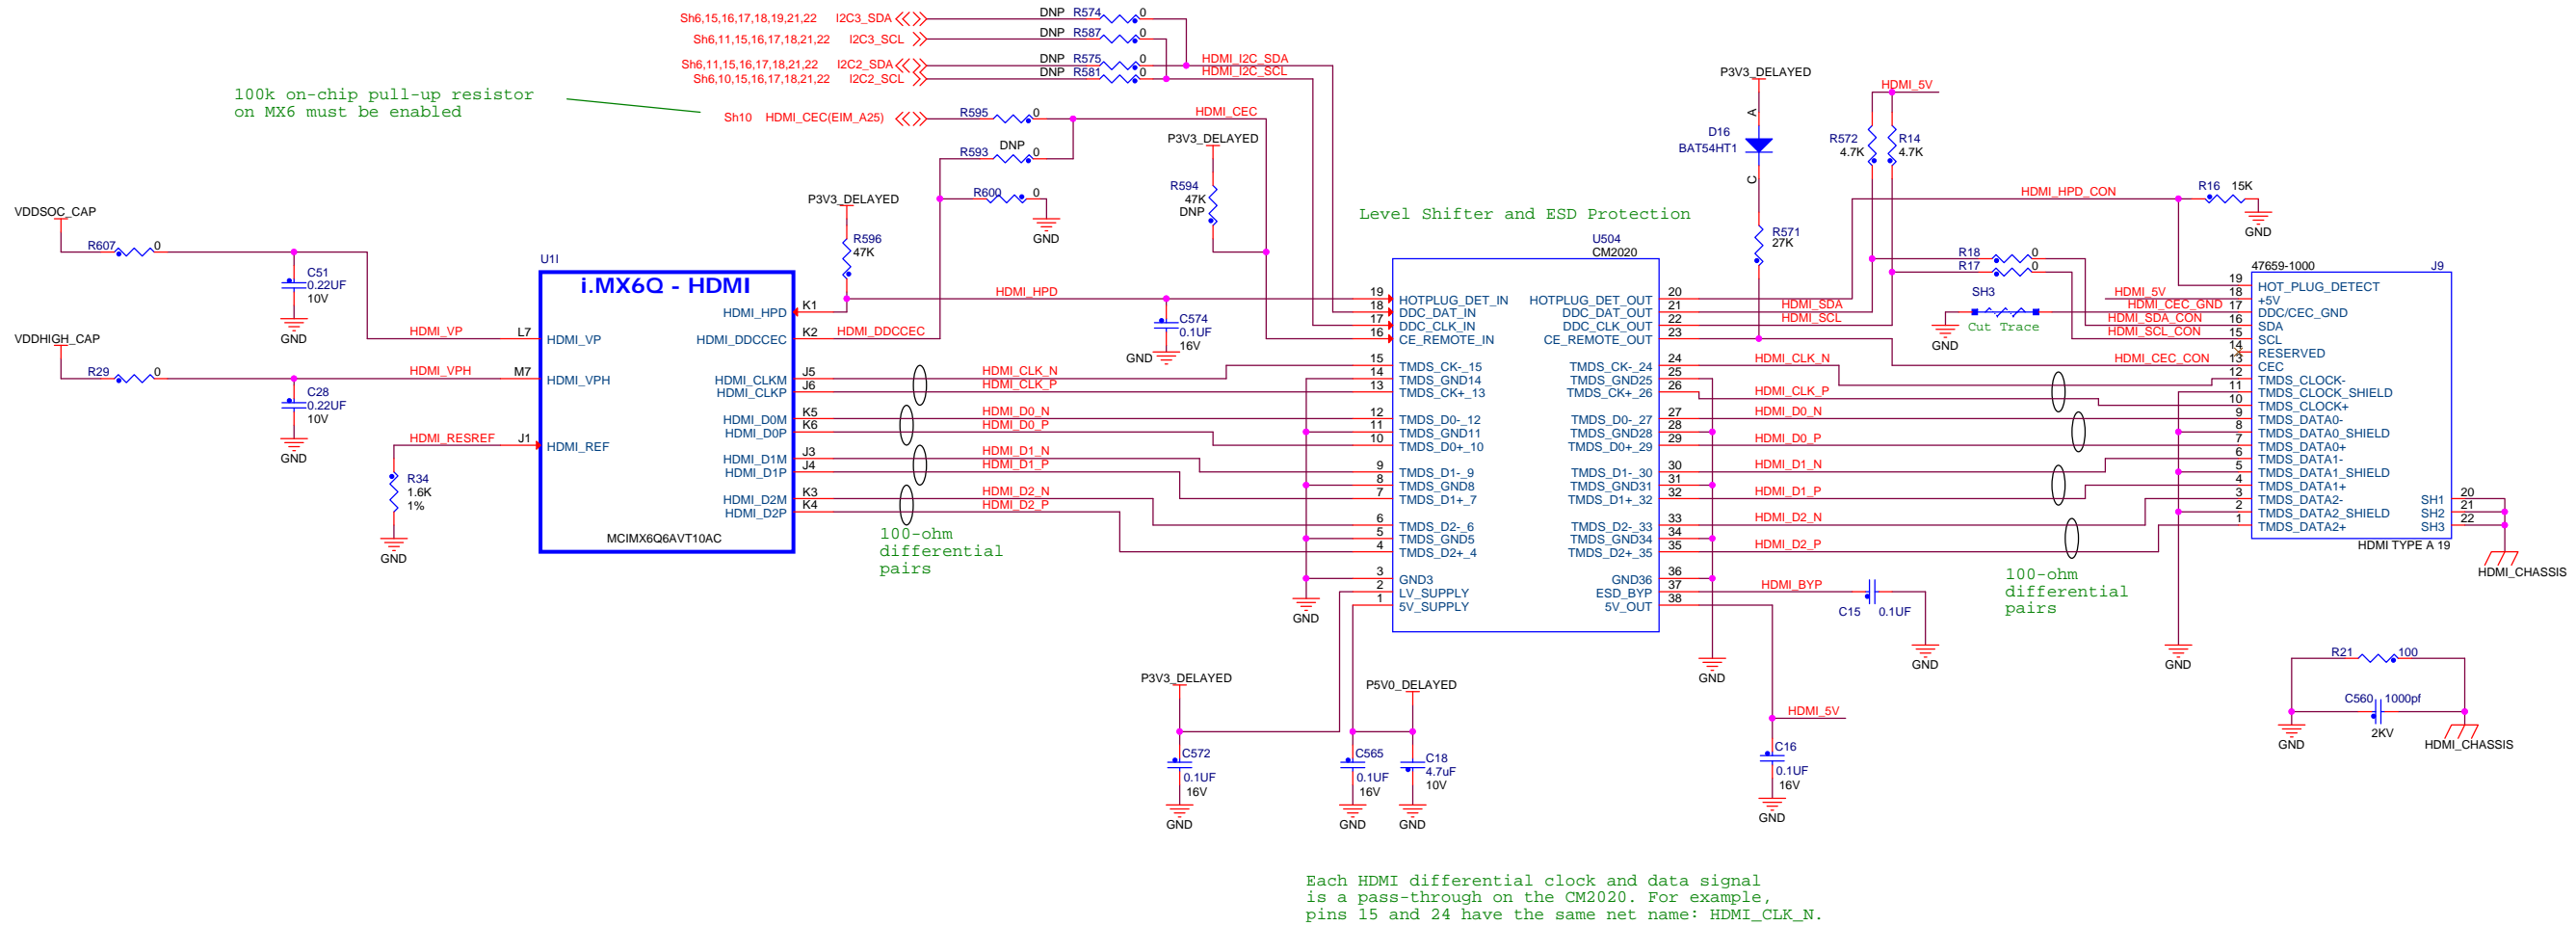 Sh6,15,16,17,18,19,21,22 I2C3_SDA DNP R574 0
Sh6,11,15,16,17,18,21,22 I2C3_SCL DNP R587 0
Sh6,11,15,16,17,18,21,22 I2C2_SDA DNP R575 0 HDMI_I2C_SDA
Sh6,10,15,16,17,18,21,22 I2C2_SCL DNP R581 0 HDMI_I2C_SCL
100k on-chip pull-up resistor
on MX6 must be enabled
Sh10 HDMI_CEC(EIM_A25) R595 0 HDMI_CEC
R593 DNP 0
R600 0
GND
P3V3_DELAYED
R594
47K
DNP
P3V3_DELAYED
R596
47K
VDDSOC_CAP
R607 0
C51
0.22UF
10V
GND
HDMI_VP L7
VDDHIGH_CAP
R29 0
HDMI_VPH M7
C28
0.22UF
10V
GND
HDMI_RESREF J1
R34
1.6K
1%
GND
U1I
i.MX6Q - HDMI
HDMI_VP
HDMI_VPH
HDMI_REF
HDMI_HPD K1
HDMI_DDCCEC K2 HDMI_DDCCEC
HDMI_CLKM J5 HDMI_CLK_N
HDMI_CLKP J6 HDMI_CLK_P
HDMI_D0M K5 HDMI_D0_N
HDMI_D0P K6 HDMI_D0_P
HDMI_D1M J3 HDMI_D1_N
HDMI_D1P J4 HDMI_D1_P
HDMI_D2M K3 HDMI_D2_N
HDMI_D2P K4 HDMI_D2_P
MCIMX6Q6AVT10AC
100-ohm
differential
pairs
HDMI_HPD
C574
0.1UF
16V
GND
Level Shifter and ESD Protection
U504
CM2020
19 HOTPLUG_DET_IN HOTPLUG_DET_OUT 20
18 DDC_DAT_IN DDC_DAT_OUT 21 HDMI_SDA
17 DDC_CLK_IN DDC_CLK_OUT 22 HDMI_SCL
16 CE_REMOTE_IN CE_REMOTE_OUT 23
15 TMDS_CK-_15 TMDS_CK-_24 24 HDMI_CLK_N
14 TMDS_GND14 TMDS_GND25 25
13 TMDS_CK+_13 TMDS_CK+_26 26 HDMI_CLK_P
12 TMDS_D0-_12 TMDS_D0-_27 27 HDMI_D0_N
11 TMDS_GND11 TMDS_GND28 28
10 TMDS_D0+_10 TMDS_D0+_29 29 HDMI_D0_P
9 TMDS_D1-_9 TMDS_D1-_30 30 HDMI_D1_N
8 TMDS_GND8 TMDS_GND31 31
7 TMDS_D1+_7 TMDS_D1+_32 32 HDMI_D1_P
6 TMDS_D2-_6 TMDS_D2-_33 33 HDMI_D2_N
5 TMDS_GND5 TMDS_GND34 34
4 TMDS_D2+_4 TMDS_D2+_35 35 HDMI_D2_P
3 GND3 GND36 36
2 LV_SUPPLY ESD_BYP 37 HDMI_BYP
1 5V_SUPPLY 5V_OUT 38
GND
GND
C15 0.1UF
GND
P3V3_DELAYED
C572
0.1UF
16V
GND
P5V0_DELAYED
C565
0.1UF
16V
GND
C18
4.7uF
10V
GND
HDMI_5V
C16
0.1UF
16V
GND
P3V3_DELAYED
A
D16
BAT54HT1
C
R571
27K
HDMI_5V
R572
4.7K
R14
4.7K
HDMI_HPD_CON
R16 15K
GND
R18 0
R17 0
SH3
Cut Trace
GND
47659-1000 J9
19 HOT_PLUG_DETECT
HDMI_5V 18 +5V
HDMI_CEC_GND 17 DDC/CEC_GND
HDMI_SDA_CON 16 SDA
HDMI_SCL_CON 15 SCL
14 RESERVED
HDMI_CEC_CON 13 CEC
12 TMDS_CLOCK-
11 TMDS_CLOCK_SHIELD
10 TMDS_CLOCK+
9 TMDS_DATA0-
8 TMDS_DATA0_SHIELD
7 TMDS_DATA0+
6 TMDS_DATA1-
5 TMDS_DATA1_SHIELD
4 TMDS_DATA1+
3 TMDS_DATA2- SH1 20
2 TMDS_DATA2_SHIELD SH2 21
1 TMDS_DATA2+ SH3 22
HDMI TYPE A 19
HDMI_CHASSIS
100-ohm
differential
pairs
GND
R21 100
C560 1000pf
2KV
GND
HDMI_CHASSIS
Each HDMI differential clock and data signal
is a pass-through on the CM2020. For example,
pins 15 and 24 have the same net name: HDMI_CLK_N.